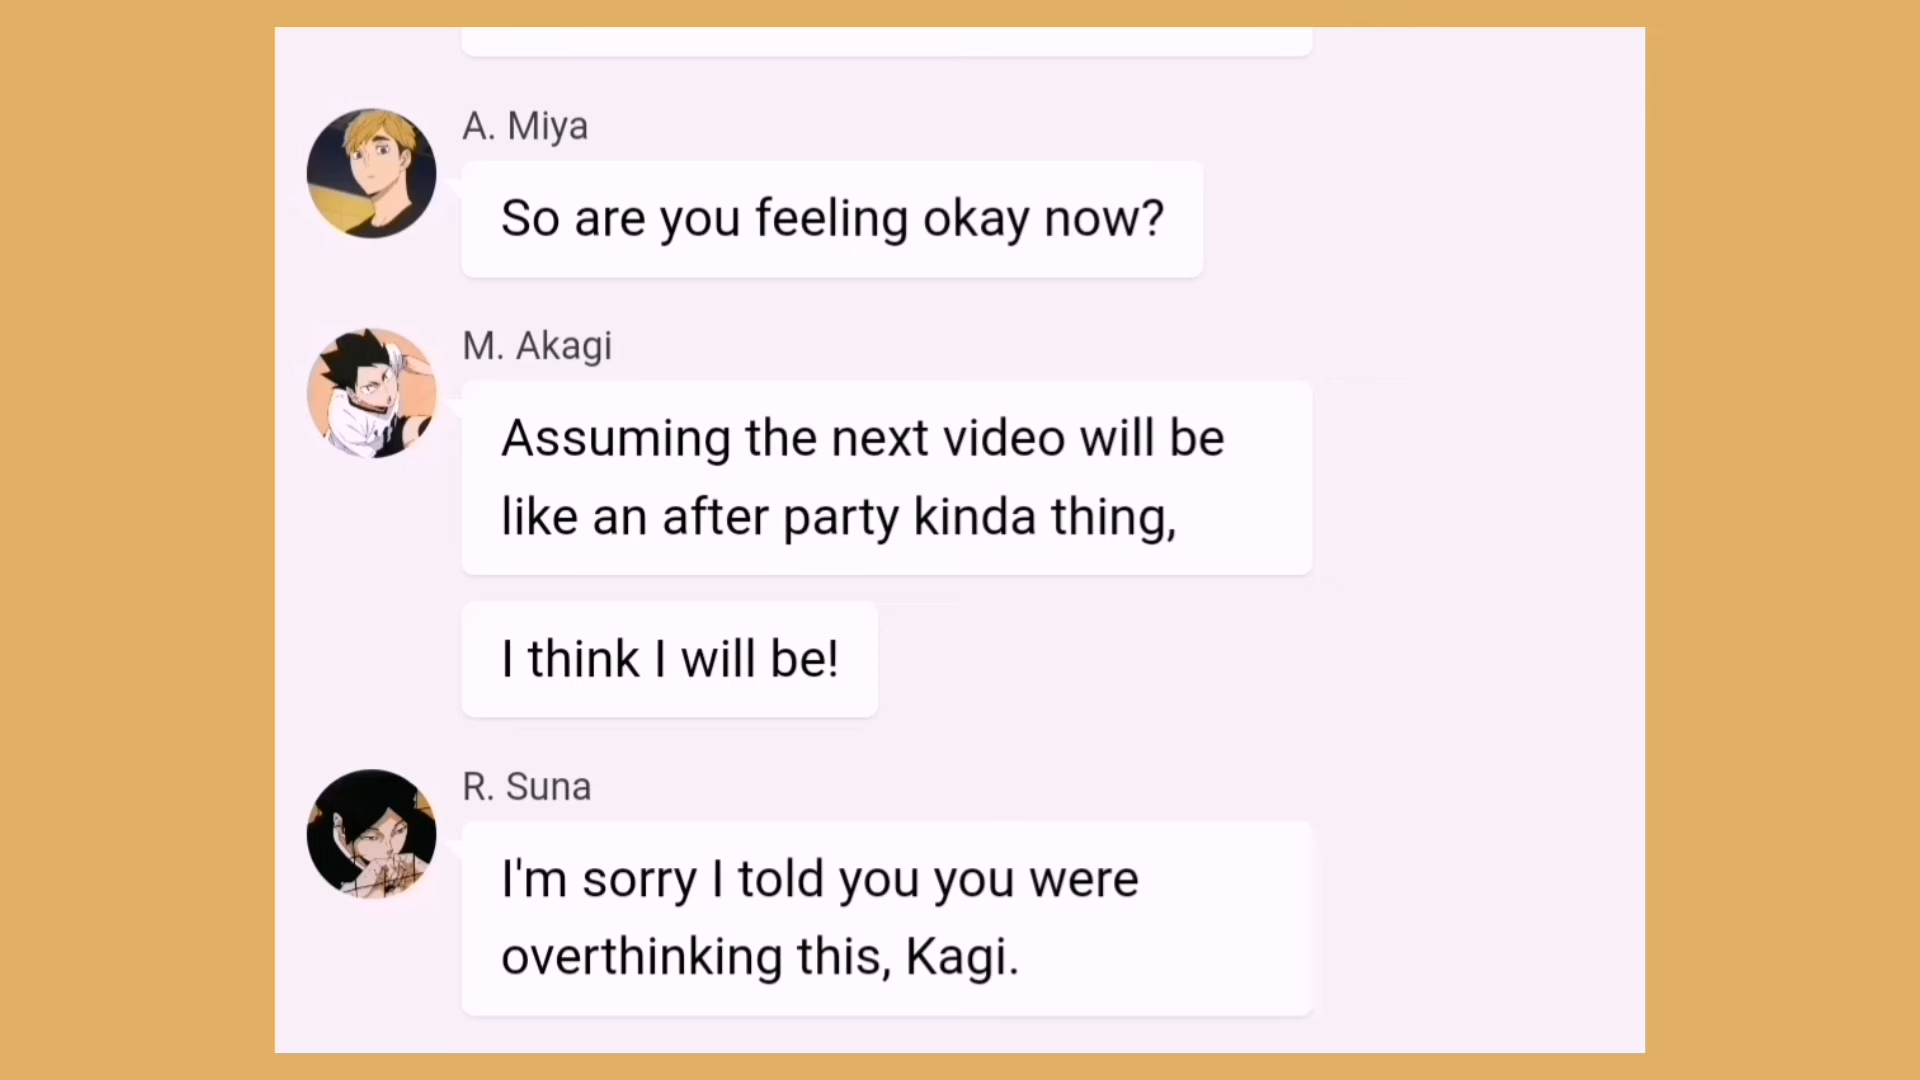 A. Miya
So are you feeling okay now?
M. Akagi
Assuming the next video will be
like an after party kinda thing,
I think I will be!
R. Suna
I'm sorry I told you you were
overthinking this, Kagi.